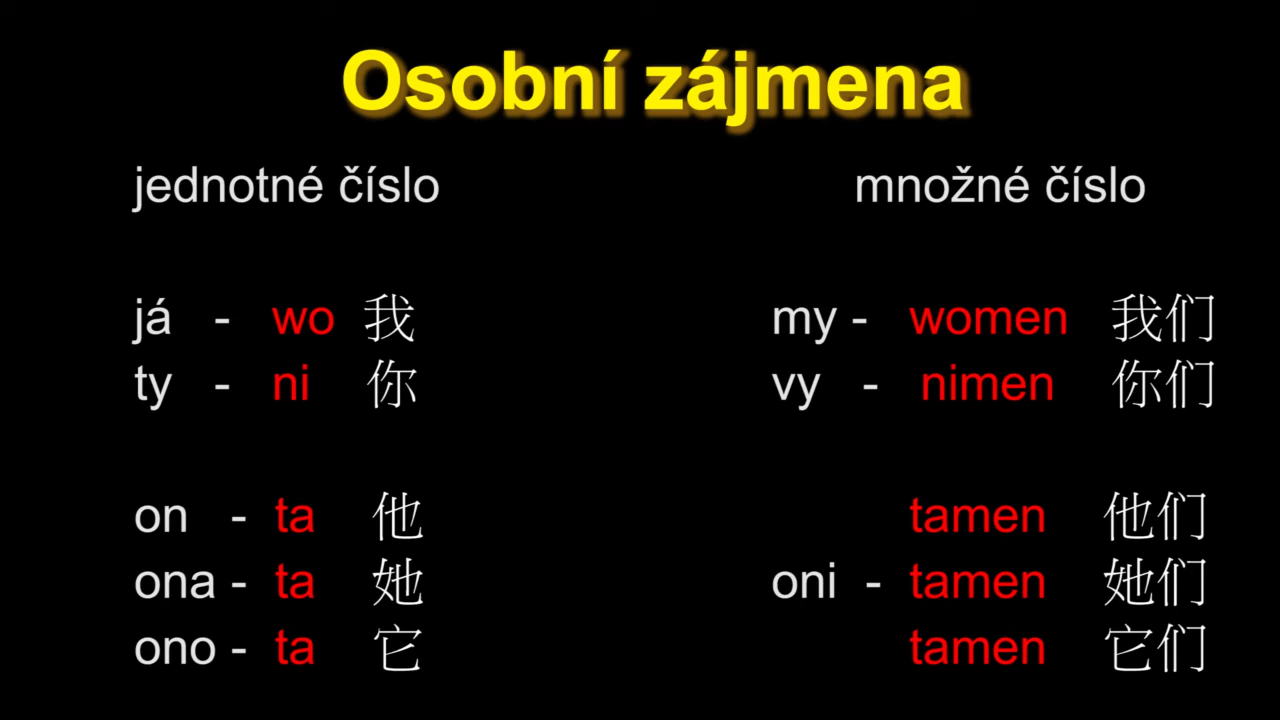 Osobní zájmena
jednotné číslo množné číslo
já - wo 我 my - women 我们
ty - ni 你 vy - nimen 你们
on - ta 他 tamen 他们
ona - ta 她 oni - tamen 她们
ono - ta 它 tamen 它们